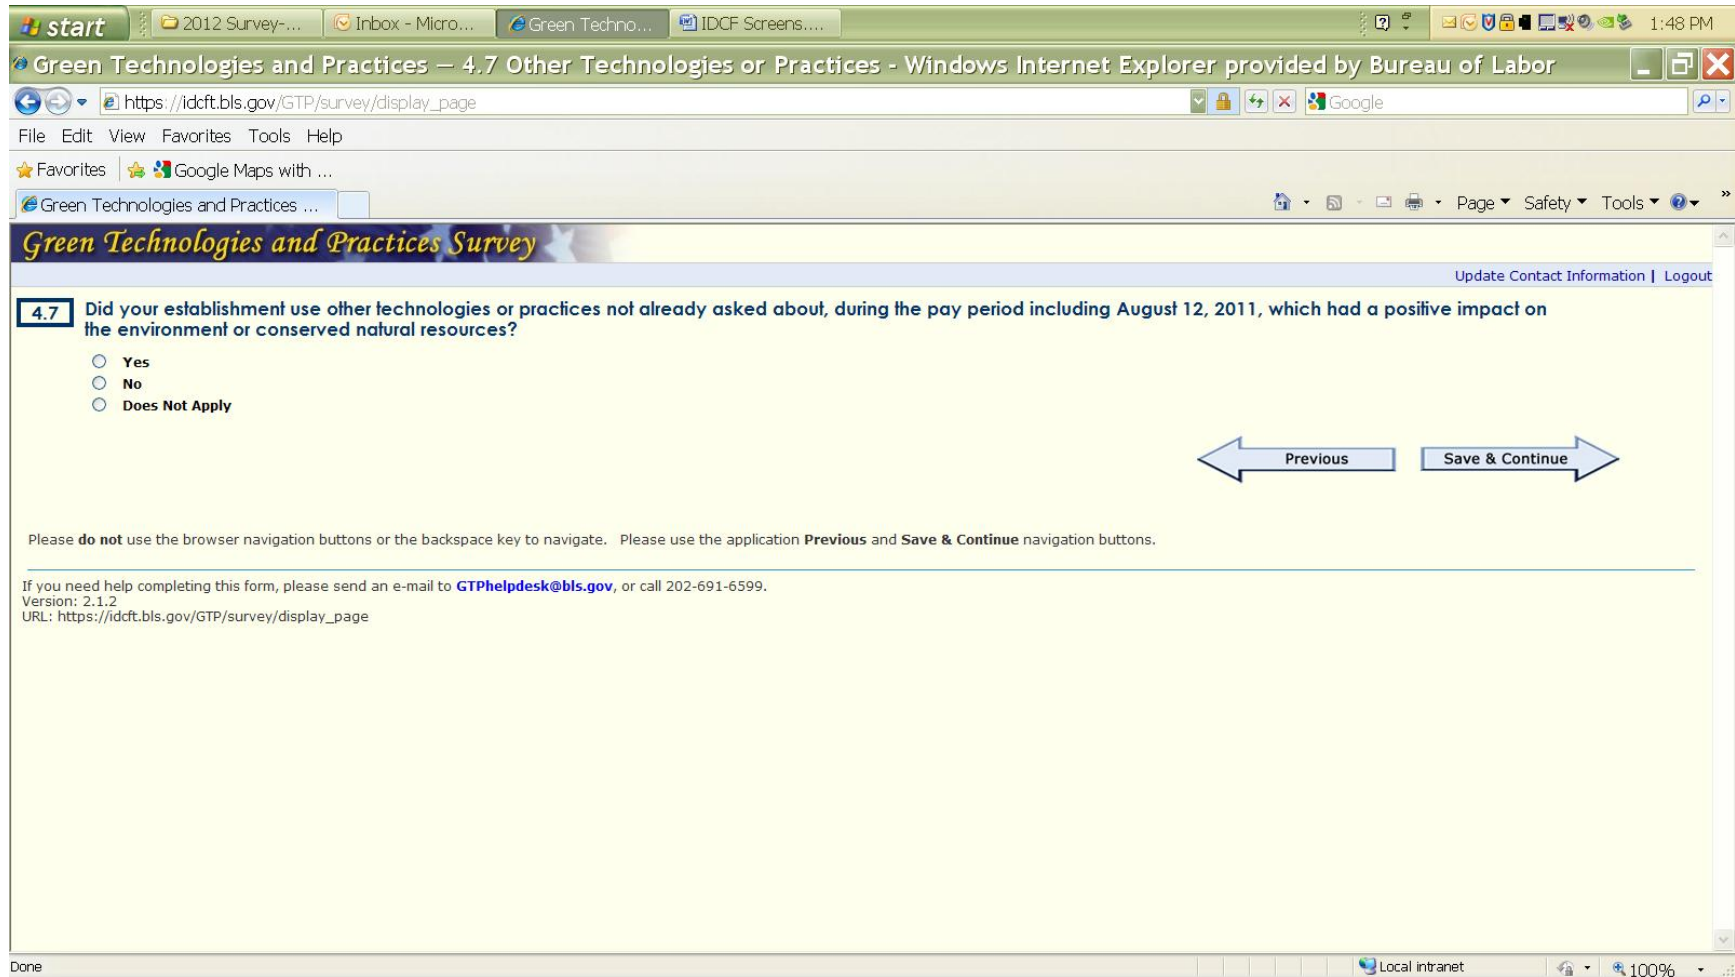 start 2012 Survey-... Inbox - Micro... Green Techno... IDCF Screens.... 1:48 PM
Green Technologies and Practices — 4.7 Other Technologies or Practices - Windows Internet Explorer provided by Bureau of Labor
https://idcft.bls.gov/GTP/survey/display_page Google
File Edit View Favorites Tools Help
Favorites Google Maps with ...
Green Technologies and Practices ... Page Safety Tools »
Green Technologies and Practices Survey
Update Contact Information | Logout
4.7 Did your establishment use other technologies or practices not already asked about, during the pay period including August 12, 2011, which had a positive impact on
the environment or conserved natural resources?
Yes
No
Does Not Apply
Previous Save & Continue
Please do not use the browser navigation buttons or the backspace key to navigate. Please use the application Previous and Save & Continue navigation buttons.
If you need help completing this form, please send an e-mail to GTPhelpdesk@bls.gov, or call 202-691-6599.
Version: 2.1.2
URL: https://idcft.bls.gov/GTP/survey/display_page
Done Local intranet 100%